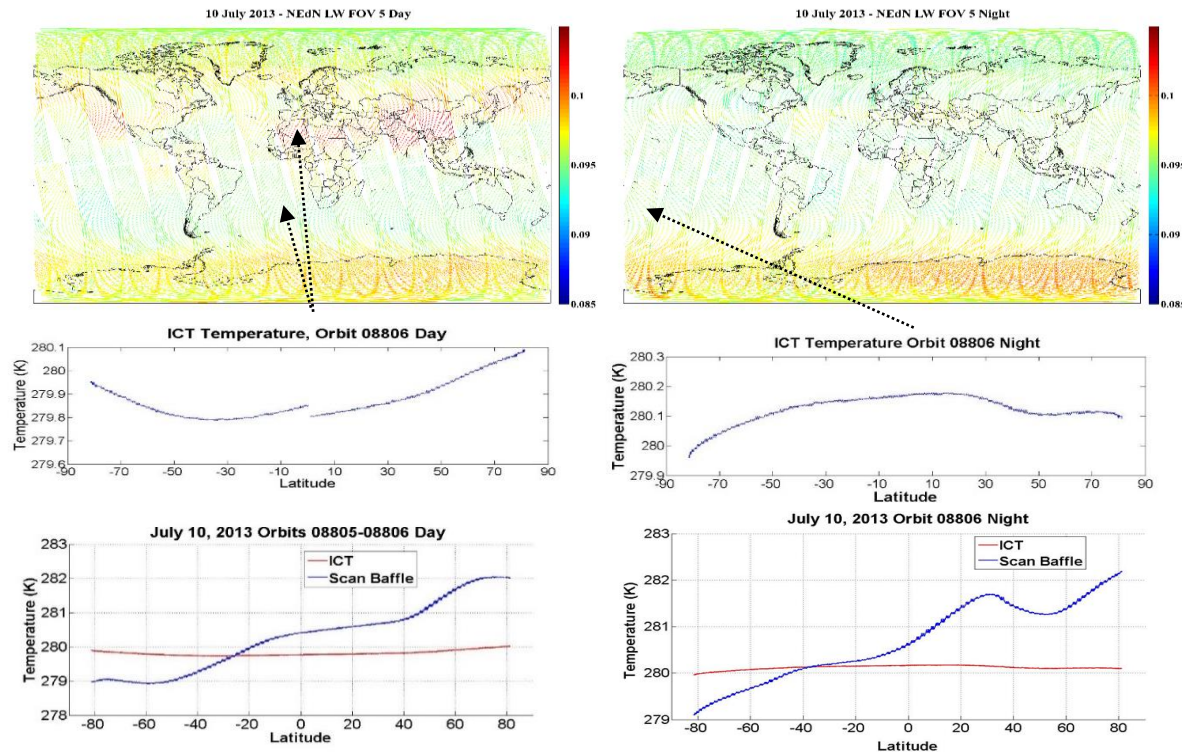 10 July 2013 - NEdN LW FOV 5 Day
0.1
0.095
0.09
0.085
10 July 2013 - NEdN LW FOV 5 Night
0.1
0.095
0.09
0.085
ICT Temperature, Orbit 08806 Day
Temperature (K)
280.1
280
279.9
279.8
279.7
279.6
-90 -70 -50 -30 -10 10 30 50 70 90
Latitude
ICT Temperature Orbit 08806 Night
Temperature (K)
280.3
280.2
280.1
280
279.9
-90 -70 -50 -30 -10 10 30 50 70 90
Latitude
July 10, 2013 Orbits 08805-08806 Day
Temperature (K)
283
282
281
280
279
278
ICT
Scan Baffle
-80 -60 -40 -20 0 20 40 60 80
Latitude
July 10, 2013 Orbit 08806 Night
Temperature (K)
283
282
281
280
279
ICT
Scan Baffle
-80 -60 -40 -20 0 20 40 60 80
Latitude